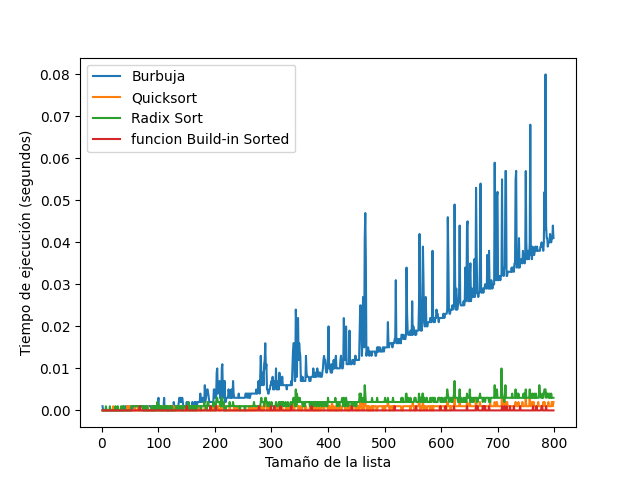 Burbuja
Quicksort
Radix Sort
funcion Build-in Sorted
0.08
0.07
0.06
0.05
0.04
0.03
0.02
0.01
0.00
Tiempo de ejecución (segundos)
0 100 200 300 400 500 600 700 800
Tamaño de la lista